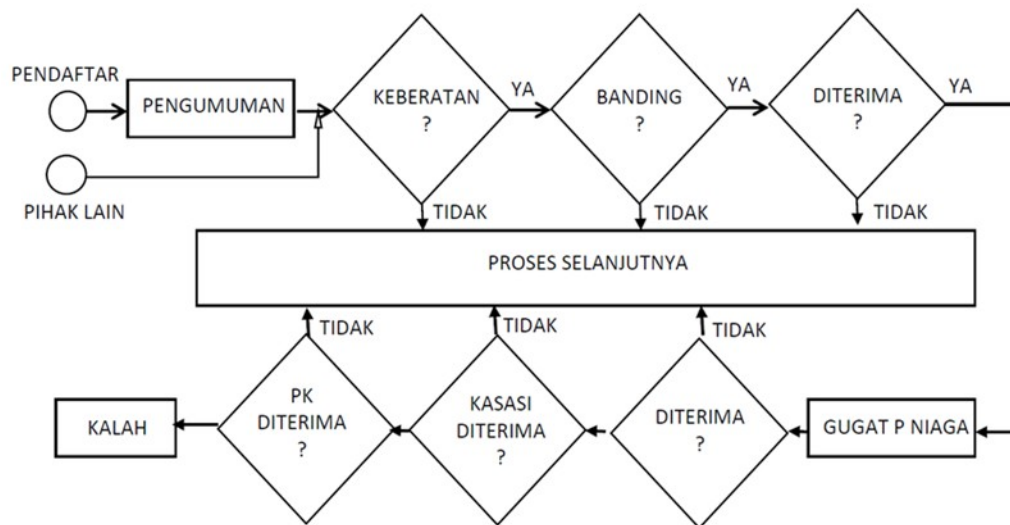 PENDAFTAR
PENGUMUMAN
PIHAK LAIN
KEBERATAN
?
YA
BANDING
?
YA
DITERIMA
?
YA
TIDAK
TIDAK
TIDAK
PROSES SELANJUTNYA
TIDAK
TIDAK
TIDAK
KALAH
PK
DITERIMA
?
KASASI
DITERIMA
?
DITERIMA
?
GUGAT P NIAGA